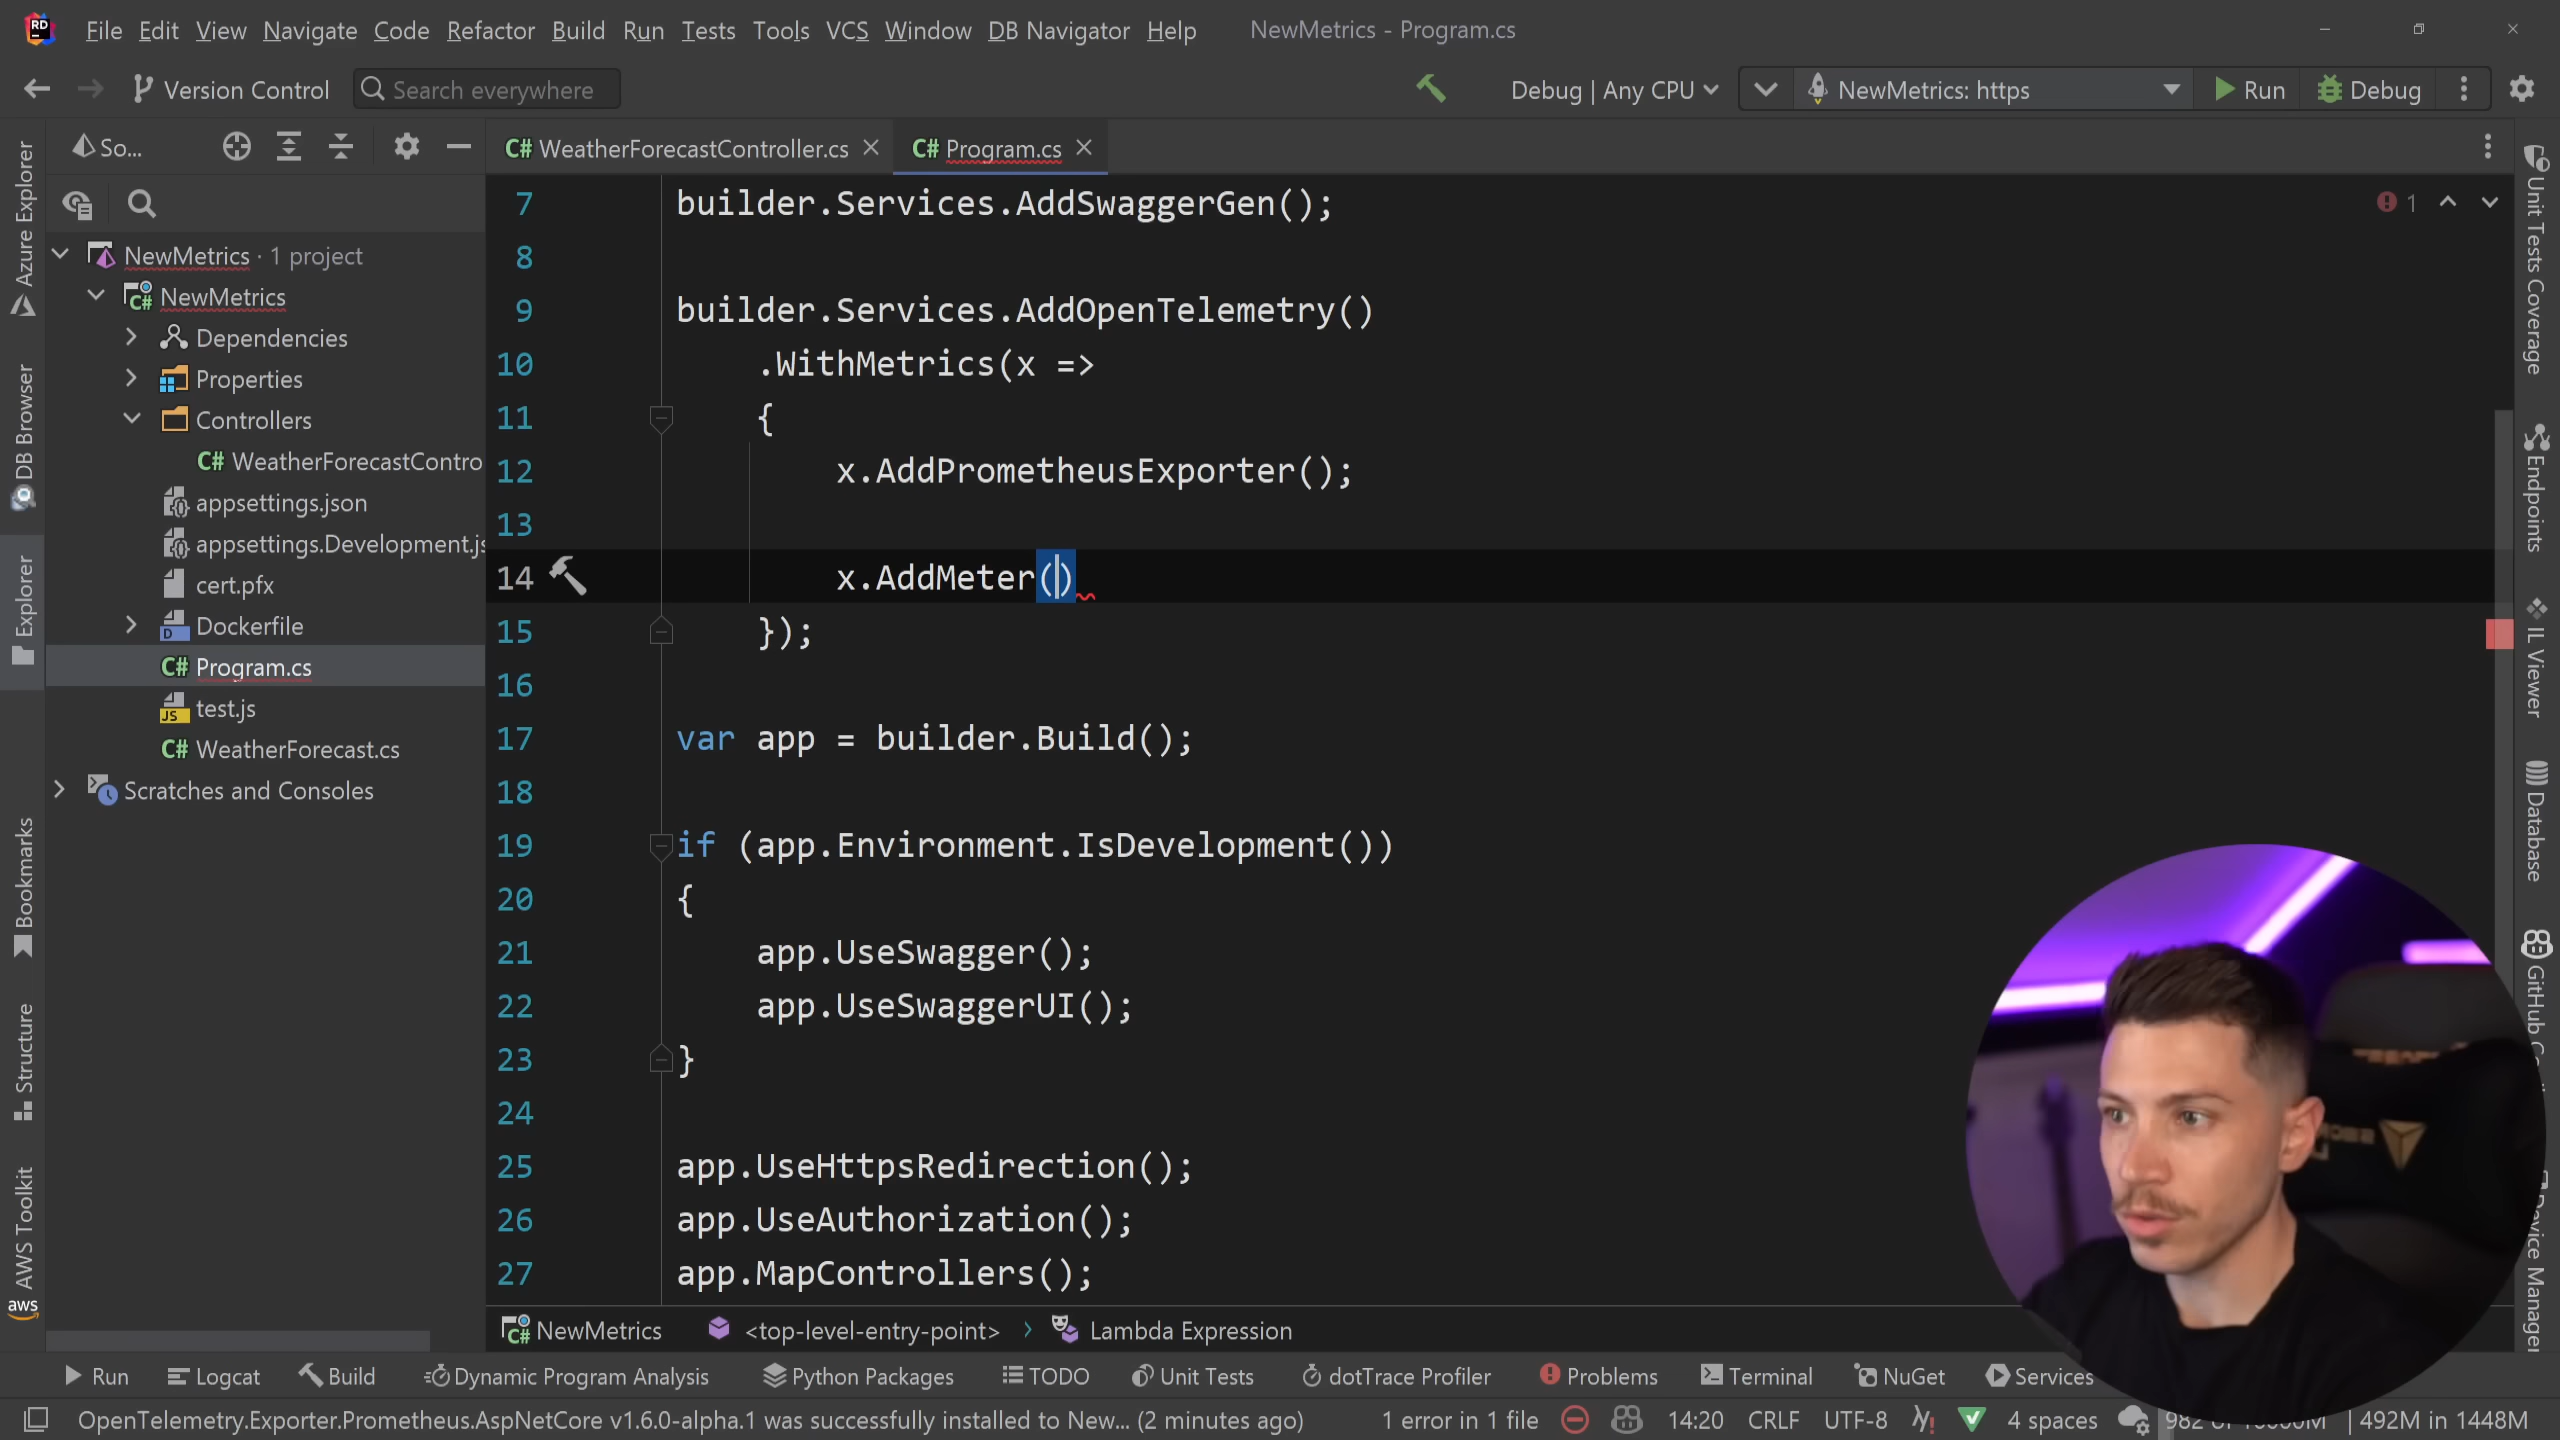 RD
File Edit View Navigate Code Refactor Build Run Tests Tools VCS Window DB Navigator Help
NewMetrics - Program.cs
Version Control
Search everywhere
Debug | Any CPU
NewMetrics: https
Run
Debug
So...
C# WeatherForecastController.cs
C# Program.cs
NewMetrics · 1 project
NewMetrics
Dependencies
Properties
Controllers
C# WeatherForecastContro
appsettings.json
appsettings.Development.js
cert.pfx
Dockerfile
C# Program.cs
test.js
C# WeatherForecast.cs
Scratches and Consoles
Azure Explorer
DB Browser
Explorer
Bookmarks
Structure
AWS Toolkit
aws
7 builder.Services.AddSwaggerGen();
8
9 builder.Services.AddOpenTelemetry()
10 .WithMetrics(x =>
11 {
12 x.AddPrometheusExporter();
13
14 x.AddMeter()
15 });
16
17 var app = builder.Build();
18
19 if (app.Environment.IsDevelopment())
20 {
21 app.UseSwagger();
22 app.UseSwaggerUI();
23 }
24
25 app.UseHttpsRedirection();
26 app.UseAuthorization();
27 app.MapControllers();
1
Unit Tests Coverage
Endpoints
IL Viewer
Database
GitHub
Manager
NewMetrics <top-level-entry-point> › Lambda Expression
Run Logcat Build Dynamic Program Analysis Python Packages TODO Unit Tests dotTrace Profiler Problems Terminal NuGet Services
OpenTelemetry.Exporter.Prometheus.AspNetCore v1.6.0-alpha.1 was successfully installed to New... (2 minutes ago)
1 error in 1 file 14:20 CRLF UTF-8 4 spaces
492M in 1448M